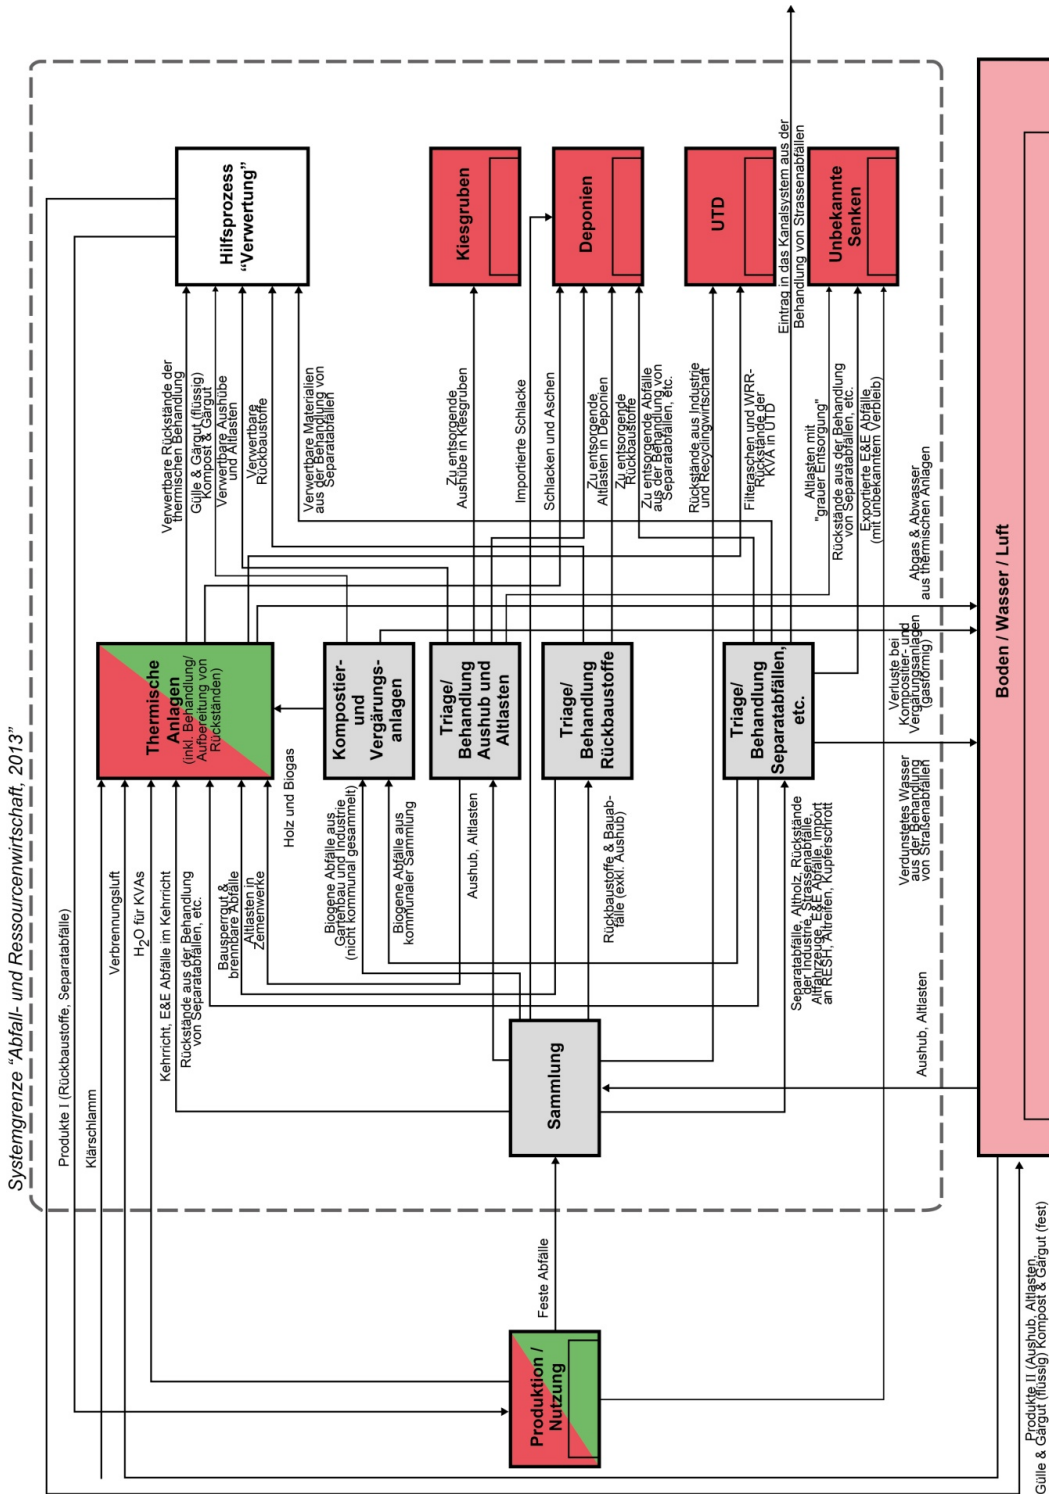 Systemgrenze "Abfall- und Ressourcenwirtschaft, 2013"
Produkte I (Rückbaustoffe, Separatabfälle)
Klärschlamm
Verbrennungsluft
H₂O für KVAs
Kehrricht, E&E Abfälle im Kehrricht
Rückstände aus der Behandlung
von Separatabfällen, etc.
Bausperrgut &
brennbare Abfälle
Altlasten in
Zemenwerke
Holz und Biogas
Thermische
Anlagen
(inkl. Behandlung/
Aufbereitung von
Rückständen)
Verwertbare Rückstände der
thermischen Behandlung
Gülle & Gärgut (flüssig)
Kompost & Gärgut
Verwertbare Aushübe
und Altlasten
Verwertbare
Rückbaustoffe
Verwertbare Materialien
aus der Behandlung von
Separatabfällen
Hilfsprozess
"Verwertung"
Biogene Abfälle aus
Gartenbau und Industrie
(nicht kommunal gesammelt)
Biogene Abfälle aus
kommunaler Sammlung
Kompostier-
und
Vergärungs-
anlagen
Aushub, Altlasten
Triage/
Behandlung
Aushub und
Altlasten
Zu entsorgende
Aushübe in Kiesgruben
Kiesgruben
Importierte Schlacke
Schlacken und Aschen
Zu entsorgende
Altlasten in Deponien
Zu entsorgende
Rückbaustoffe
Zu entsorgende Abfälle
aus der Behandlung von
Separatabfällen, etc.
Deponien
Produktion /
Nutzung
Feste Abfälle
Sammlung
Rückbaustoffe & Bauab-
fälle (exkl. Aushub)
Triage/
Behandlung
Rückbaustoffe
Rückstände aus Industrie
und Recyclingwirtschaft
Filteraschen und WRR-
Rückstände der
KVA in UTD
UTD
Separatabfälle, Altholz, Rückstände
der Industrie, Strassenabfälle,
Altfahrzeuge, E&E Abfälle, Import
an RESH, Altreifen, Kupferschrott
Triage/
Behandlung
Separatabfällen,
etc.
Eintrag in das Kanalsystem aus der
Behandlung von Strassenabfällen
Altlasten mit
"grauer Entsorgung"
Rückstände aus der Behandlung
von Separatabfällen, etc.
Exportierte E&E Abfälle
(mit unbekanntem Verbleib)
Unbekannte
Senken
Aushub, Altlasten
Verdunstetes Wasser
aus der Behandlung
von Straßenabfällen
Verluste bei
Kompostier- und
Vergärungsanlagen
(gasförmig)
Abgas & Abwasser
aus thermischen Anlagen
Boden / Wasser / Luft
Produkte II (Aushub, Altlasten,
Gülle & Gärgut (flüssig) Kompost & Gärgut (fest)